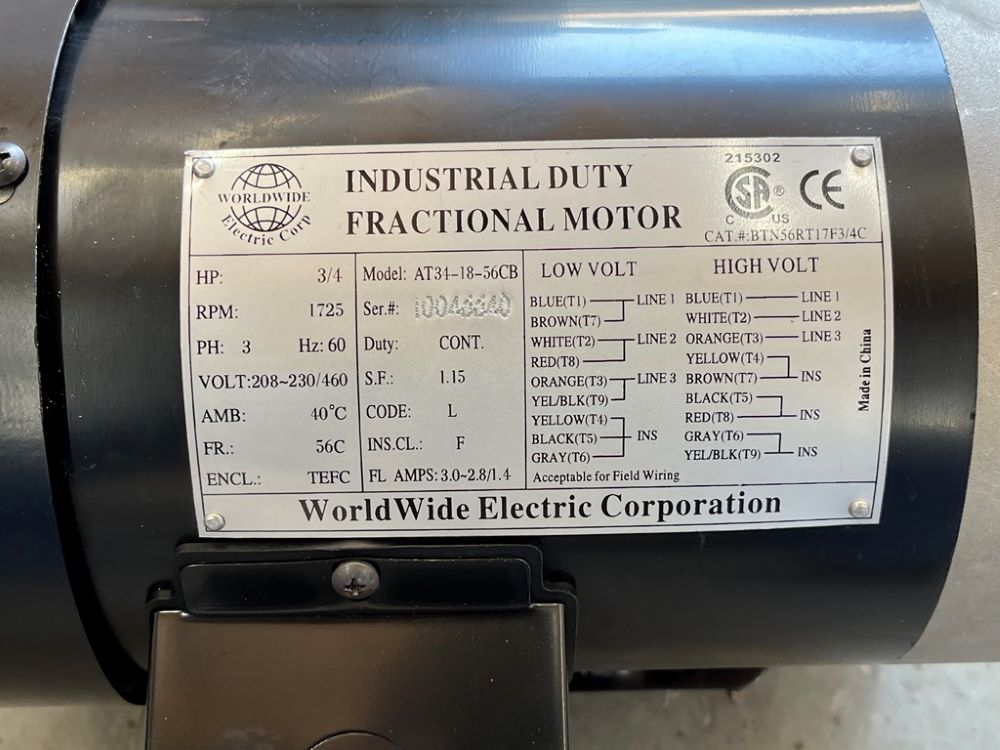 WORLDWIDE
Electric Corp
INDUSTRIAL DUTY
FRACTIONAL MOTOR
215302
SA ®
C US
CE
CAT.#:BTN56RT17F3/4C
HP: 3/4
RPM: 1725
PH: 3 Hz: 60
VOLT:208~230/460
AMB: 40°C
FR.: 56C
ENCL.: TEFC
Model: AT34-18-56CB
Ser.#:
Duty: CONT.
S.F.: 1.15
CODE: L
INS.CL.: F
FL AMPS: 3.0~2.8/1.4
LOW VOLT
BLUE(T1) LINE 1
BROWN(T7)
WHITE(T2) LINE 2
RED(T8)
ORANGE(T3) LINE 3
YEL/BLK(T9)
YELLOW(T4)
BLACK(T5) INS
GRAY(T6)
Acceptable for Field Wiring
HIGH VOLT
BLUE(T1) LINE 1
WHITE(T2) LINE 2
ORANGE(T3) LINE 3
YELLOW(T4)
BROWN(T7) INS
BLACK(T5)
RED(T8) INS
GRAY(T6)
YEL/BLK(T9) INS
Made in China
WorldWide Electric Corporation